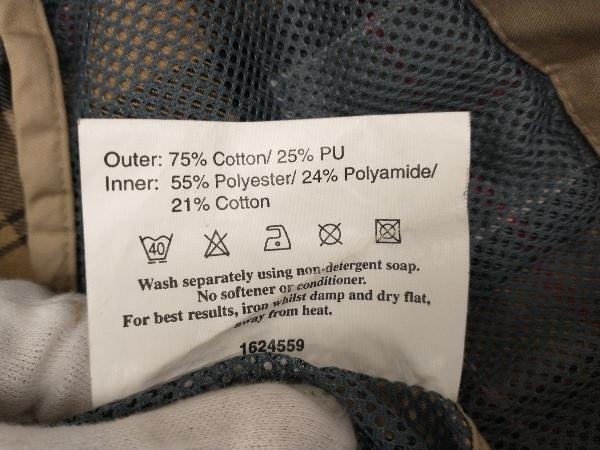 Outer: 75% Cotton/ 25% PU
Inner: 55% Polyester/ 24% Polyamide/
21% Cotton
40
Wash separately using non-detergent soap.
No softener or conditioner.
For best results, iron whilst damp and dry flat,
away from heat.
1624559